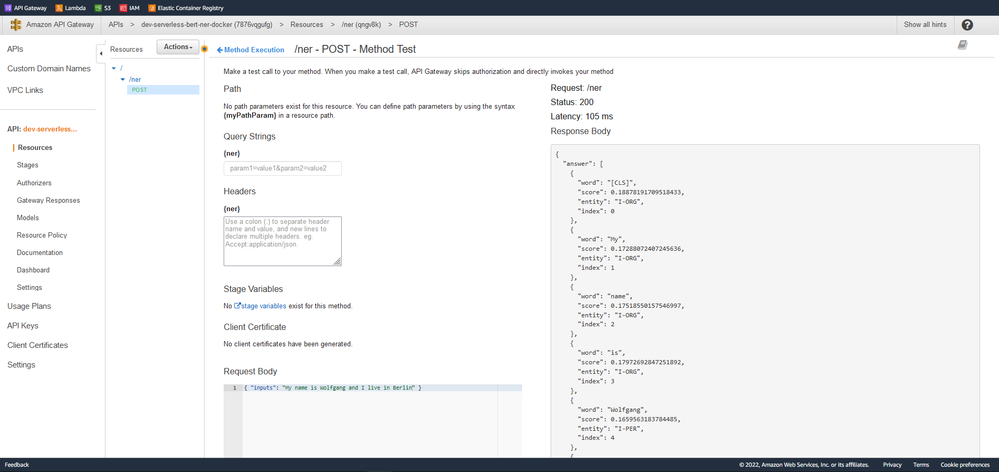 API Gateway Lambda S3 IAM Elastic Container Registry
Amazon API Gateway APIs > dev-serverless-bert-ner-docker (7876vqgufg) > Resources > /ner (qngv8k) > POST Show all hints ?
APIs
Custom Domain Names
VPC Links
API: dev-serverless...
Resources
Stages
Authorizers
Gateway Responses
Models
Resource Policy
Documentation
Dashboard
Settings
Usage Plans
API Keys
Client Certificates
Settings
Resources Actions
/
/ner
POST
Method Execution /ner - POST - Method Test
Make a test call to your method. When you make a test call, API Gateway skips authorization and directly invokes your method
Path
No path parameters exist for this resource. You can define path parameters by using the syntax
{myPathParam} in a resource path.
Query Strings
{ner}
param1=value1&param2=value2
Headers
{ner}
Use a colon (:) to separate header
name and value, and new lines to
declare multiple headers. eg.
Accept:application/json.
Stage Variables
No stage variables exist for this method.
Client Certificate
No client certificates have been generated.
Request Body
1 { "inputs": "My name is Wolfgang and I live in Berlin" }
Request: /ner
Status: 200
Latency: 105 ms
Response Body
{
"answer": [
{
"word": "[CLS]",
"score": 0.18878191709518433,
"entity": "I-ORG",
"index": 0
},
{
"word": "My",
"score": 0.17288072407245636,
"entity": "I-ORG",
"index": 1
},
{
"word": "name",
"score": 0.17518550157546997,
"entity": "I-ORG",
"index": 2
},
{
"word": "is",
"score": 0.17972692847251892,
"entity": "I-ORG",
"index": 3
},
{
"word": "Wolfgang",
"score": 0.1659563183784485,
"entity": "I-PER",
"index": 4
},
{
Feedback © 2022, Amazon Web Services, Inc. or its affiliates. Privacy Terms Cookie preferences